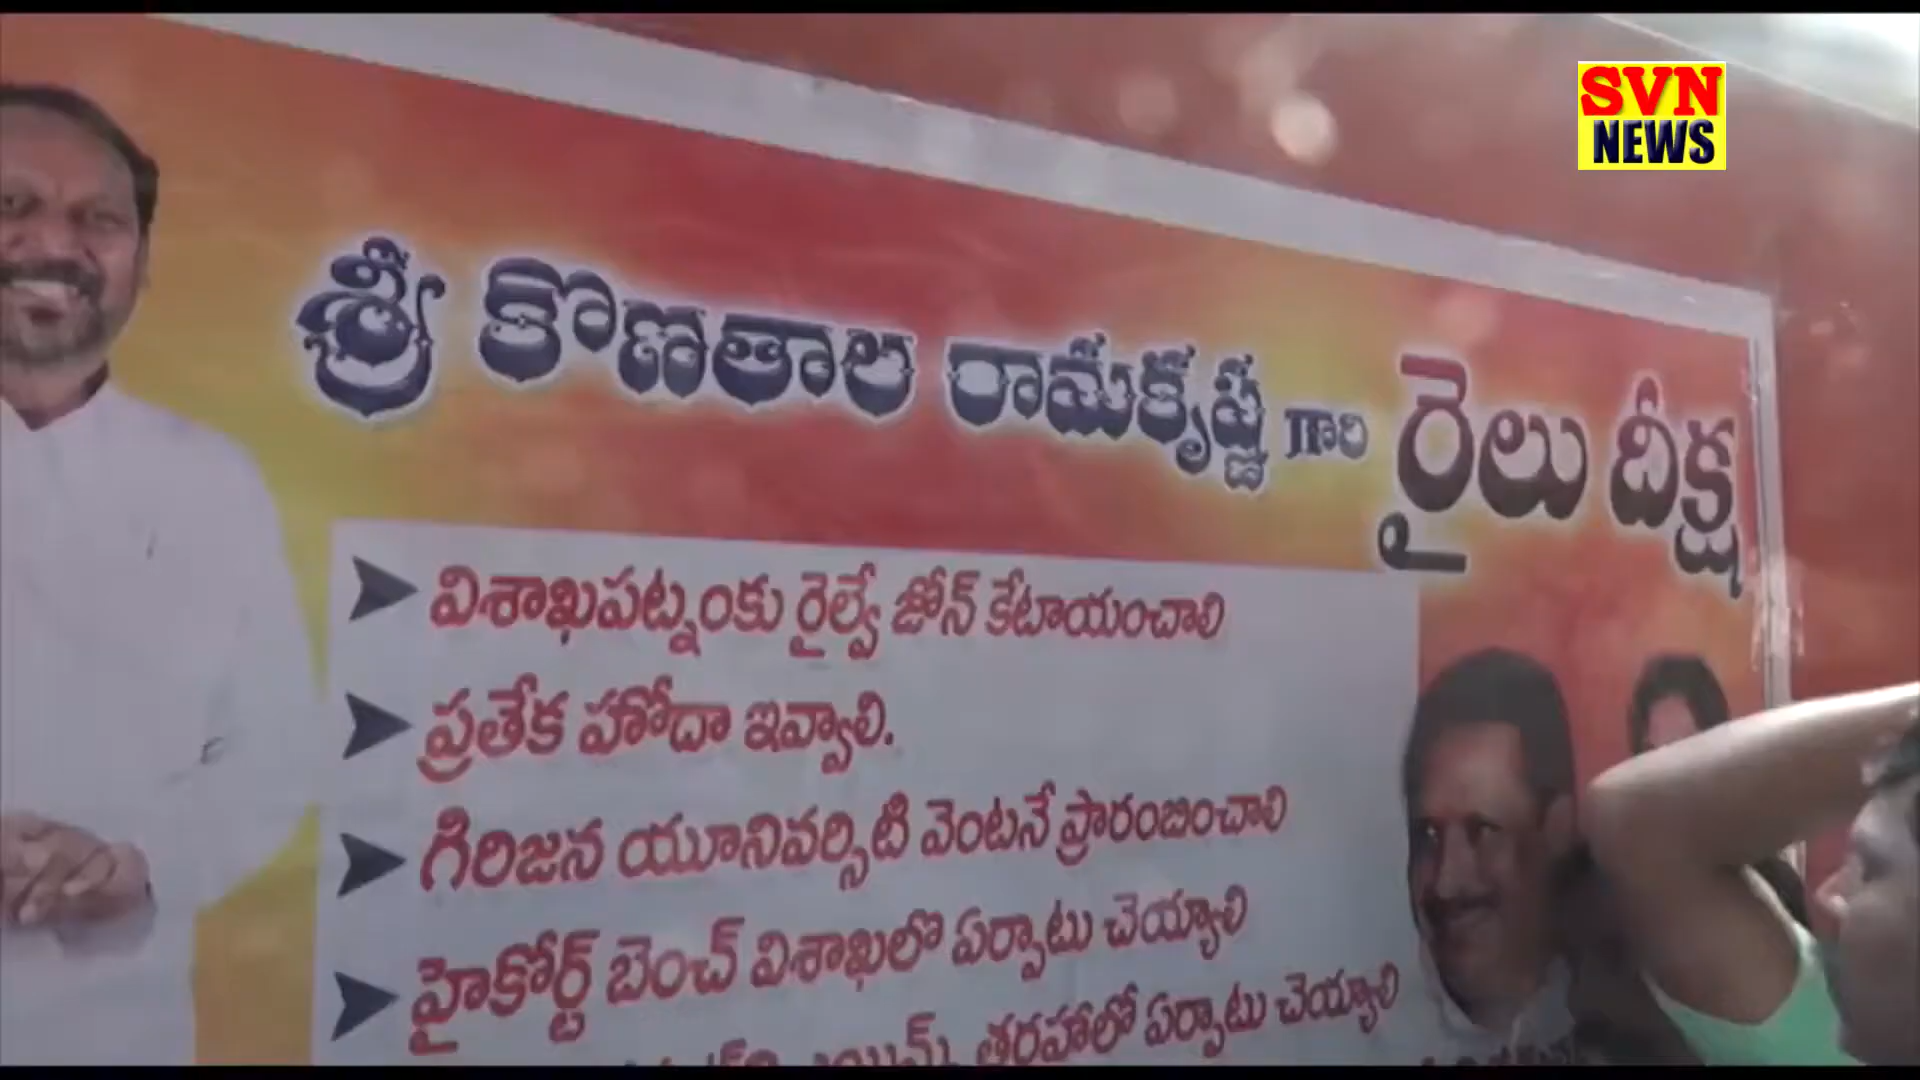 SVN
NEWS
శ్రీ కొణతాల రామకృష్ణ గారి రైలు దీక్ష
విశాఖపట్నంకు రైల్వే జోన్ కేటాయించాలి
ప్రతేక హోదా ఇవ్వాలి.
గిరిజన యూనివర్సిటి వెంటనే ప్రారంభించాలి
హైకోర్ట్ బెంచ్ విశాఖలో ఏర్పాటు చెయ్యాలి
తరహాలో ఏర్పాటు చెయ్యాలి